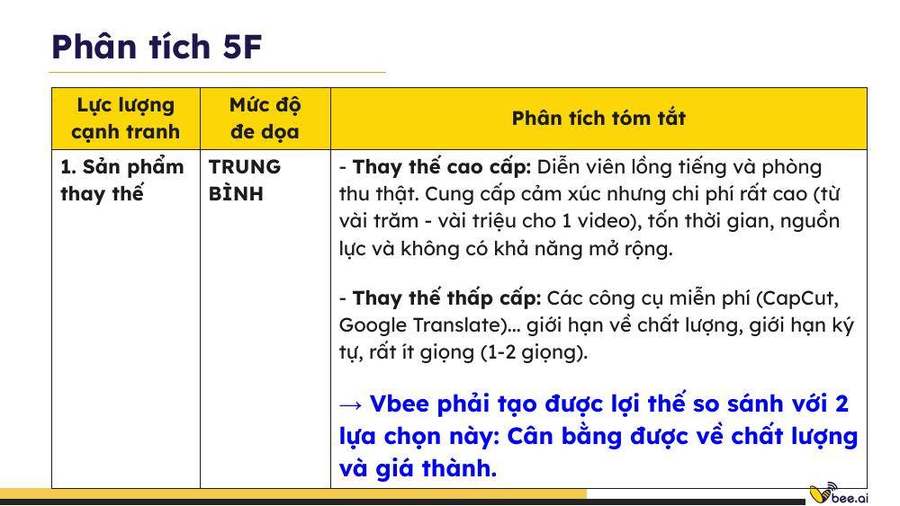 Phân tích 5F
Lực lượng
cạnh tranh
Mức độ
đe dọa
Phân tích tóm tắt
1. Sản phẩm
thay thế
TRUNG
BÌNH
- Thay thế cao cấp: Diễn viên lồng tiếng và phòng
thu thật. Cung cấp cảm xúc nhưng chi phí rất cao (từ
vài trăm - vài triệu cho 1 video), tốn thời gian, nguồn
lực và không có khả năng mở rộng.
- Thay thế thấp cấp: Các công cụ miễn phí (CapCut,
Google Translate)... giới hạn về chất lượng, giới hạn ký
tự, rất ít giọng (1-2 giọng).
→ Vbee phải tạo được lợi thế so sánh với 2
lựa chọn này: Cân bằng được về chất lượng
và giá thành.
Vbee.ai